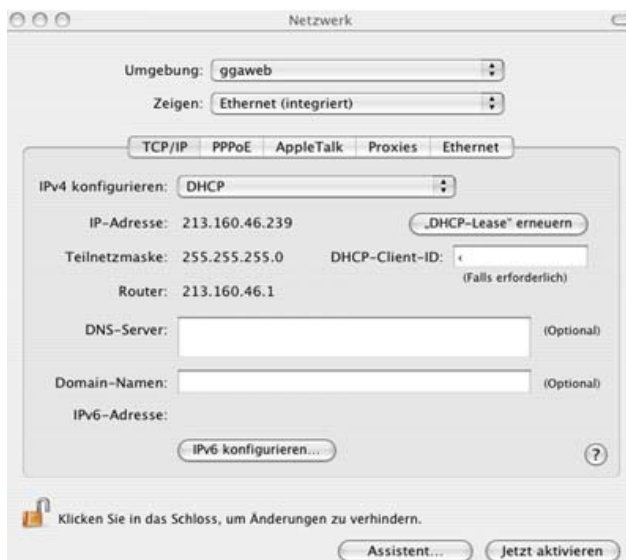 Netzwerk
Umgebung: ggaweb
Zeigen: Ethernet (integriert)
TCP/IP PPPoE AppleTalk Proxies Ethernet
IPv4 konfigurieren: DHCP
IP-Adresse: 213.160.46.239 „DHCP-Lease“ erneuern
Teilnetzmaske: 255.255.255.0 DHCP-Client-ID: ‹
(Falls erforderlich)
Router: 213.160.46.1
DNS-Server: (Optional)
Domain-Namen: (Optional)
IPv6-Adresse:
IPv6 konfigurieren... ?
Klicken Sie in das Schloss, um Änderungen zu verhindern.
Assistent... Jetzt aktivieren